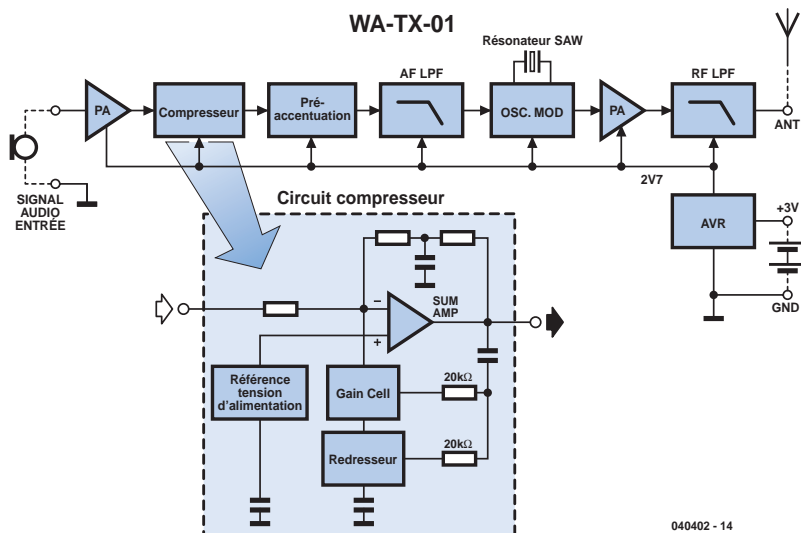 WA-TX-01
Résonateur SAW
AF LPF
RF LPF
PA
Compresseur
Pré-
accentuation
OSC. MOD
PA
ANT
SIGNAL
AUDIO
ENTRÉE
2V7
AVR
+3V
GND
Circuit compresseur
–
+
SUM
AMP
Référence
tension
d'alimentation
Gain Cell
20kΩ
Redresseur
20kΩ
040402 - 14